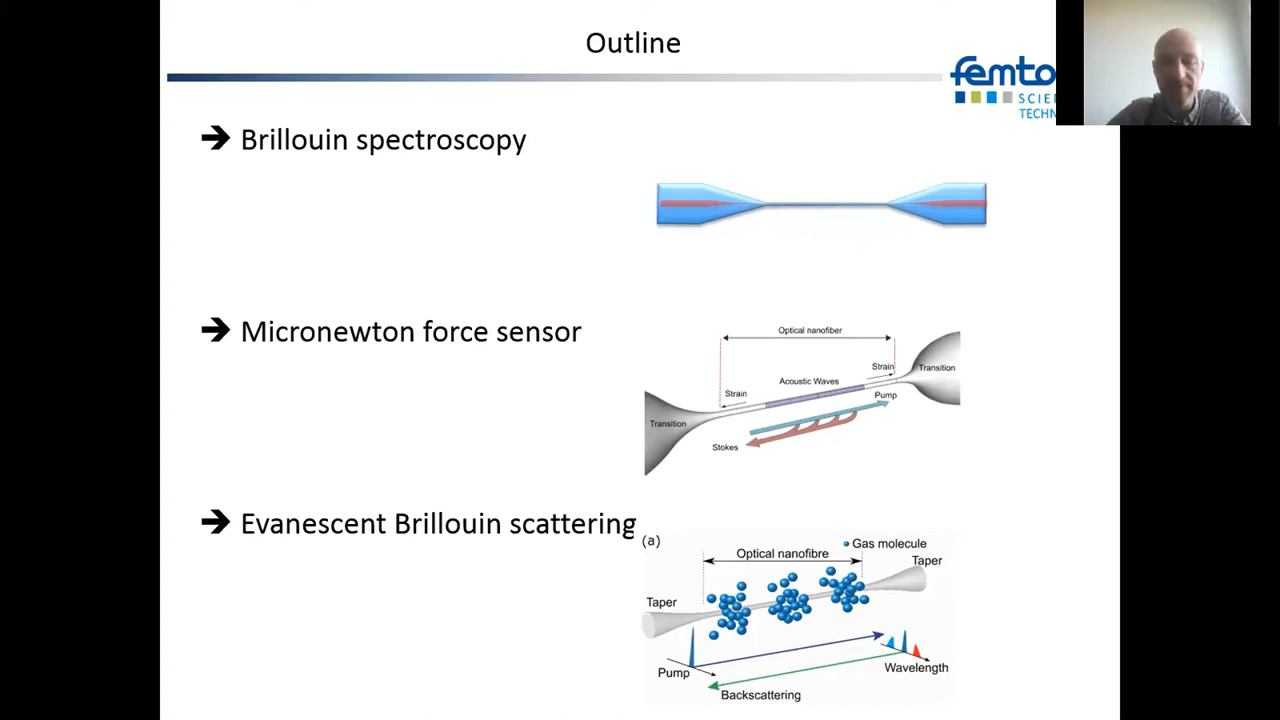 Outline
femto
SCIEN
TECHN
Brillouin spectroscopy
Micronewton force sensor
Optical nanofiber
Strain
Transition
Acoustic Waves
Strain
Pump
Transition
Stokes
Evanescent Brillouin scattering
(a)
Gas molecule
Optical nanofibre
Taper
Taper
Pump
Wavelength
Backscattering